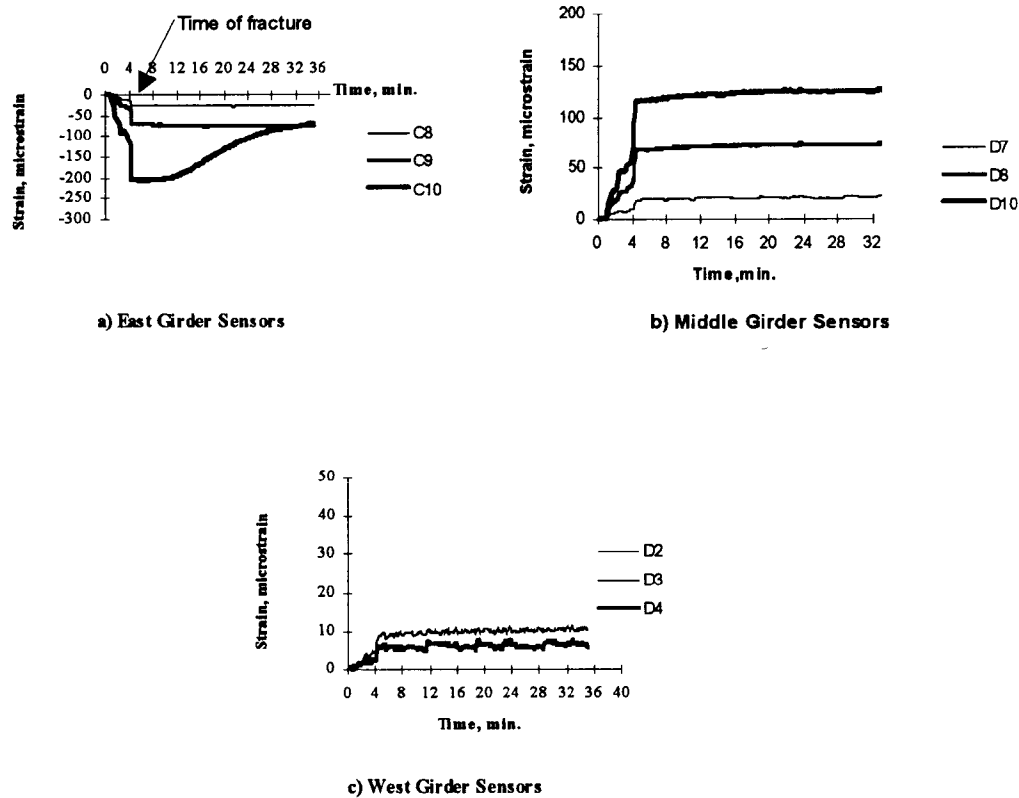 Time of fracture
0 4 8 12 16 20 24 28 32 36
Time, min.
0
-50
-100
-150
-200
-250
-300
Strain, microstrain
C8
C9
C10
a) East Girder Sensors
200
150
100
50
0
Strain, microstrain
0 4 8 12 16 20 24 28 32
Time,min.
D7
D8
D10
b) Middle Girder Sensors
50
40
30
20
10
0
Strain, microstrain
0 4 8 12 16 20 24 28 32 36 40
Time, min.
D2
D3
D4
c) West Girder Sensors